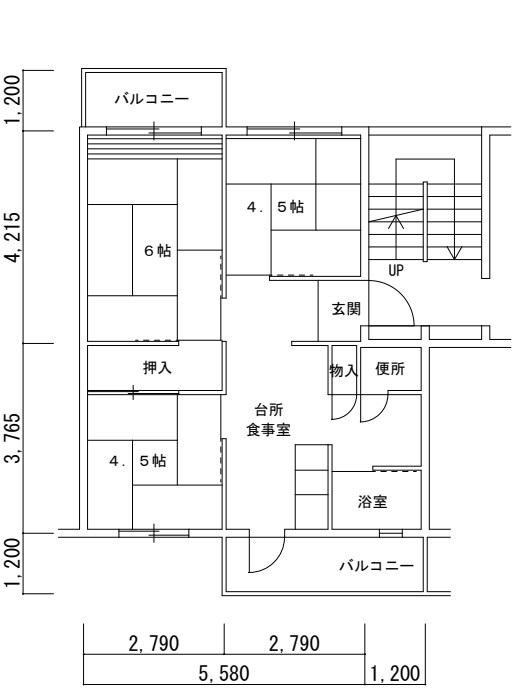 1,200
バルコニー
4,215
4．5帖
6帖
UP
玄関
押入
物入
便所
3,765
台所
食事室
4．5帖
浴室
1,200
バルコニー
2,790
2,790
5,580
1,200